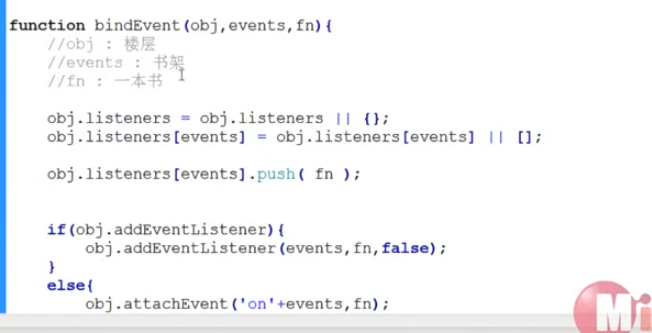 function bindEvent(obj,events,fn){
//obj : 楼层
//events : 书架
//fn : 一本书
obj.listeners = obj.listeners || {};
obj.listeners[events] = obj.listeners[events] || [];
obj.listeners[events].push( fn );
if(obj.addEventListener){
obj.addEventListener(events,fn,false);
}
else{
obj.attachEvent('on'+events,fn);
Mi